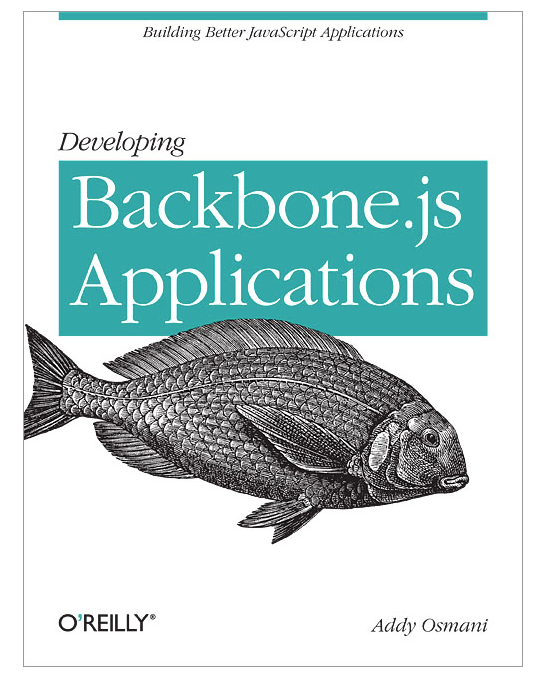 Building Better JavaScript Applications
Developing
Backbone.js
Applications
O'REILLY®
Addy Osmani